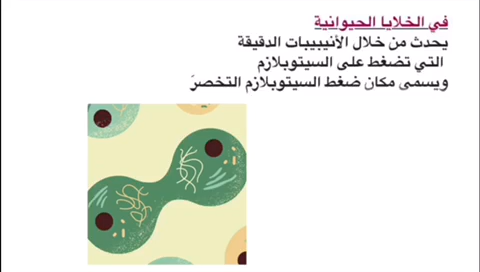 في الخلايا الحيوانية
يحدث من خلال الأنيبيبات الدقيقة
التي تضغط على السيتوبلازم
ويسمى مكان ضغط السيتوبلازم التخصرَ